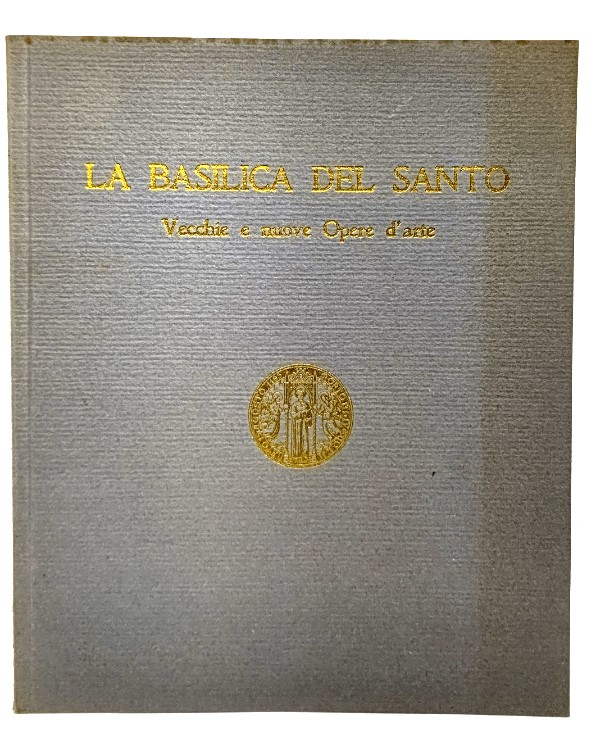 LA BASILICA DEL SANTO
Vecchie e nuove Opere d'arte